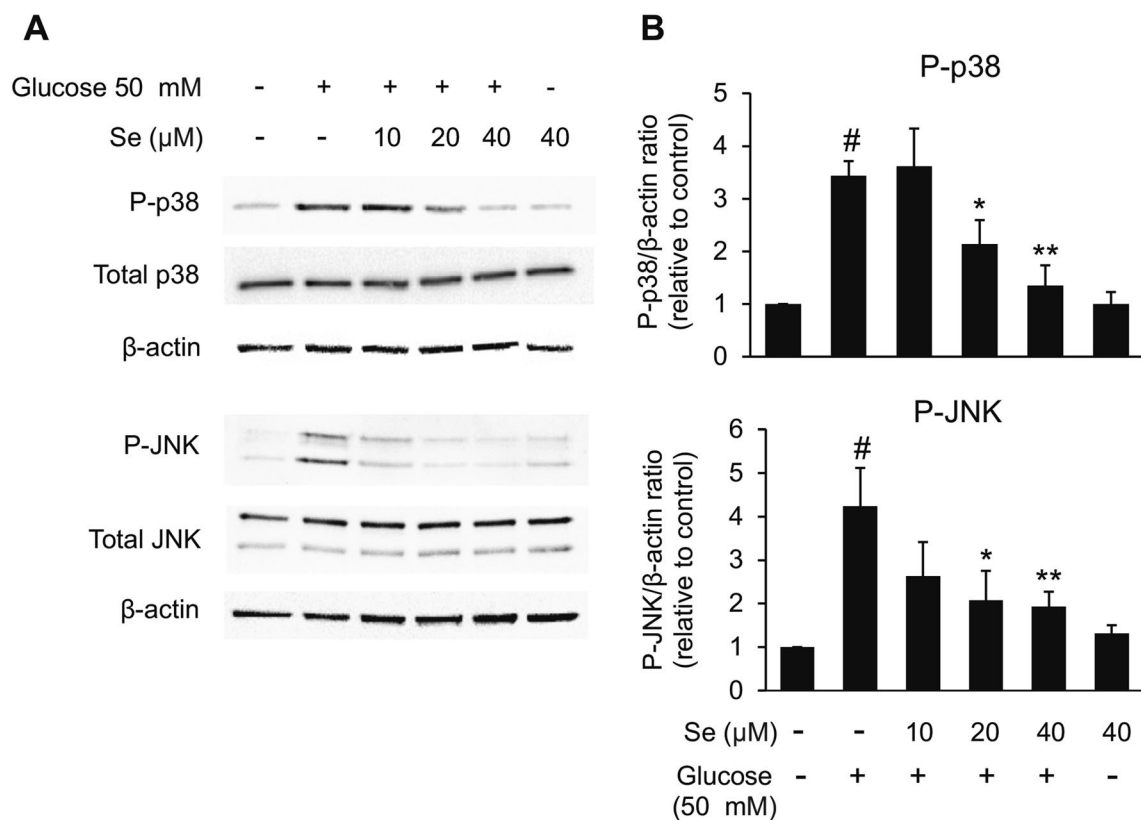 A
Glucose 50 mM - + + + + -
Se (µM) - - 10 20 40 40
P-p38
Total p38
β-actin
P-JNK
Total JNK
β-actin
B
P-p38
P-p38/β-actin ratio
(relative to control)
5
4
3
2
1
0
#
*
**
P-JNK
P-JNK/β-actin ratio
(relative to control)
6
5
4
3
2
1
0
#
*
**
Se (µM) - - 10 20 40 40
Glucose - + + + + -
(50 mM)